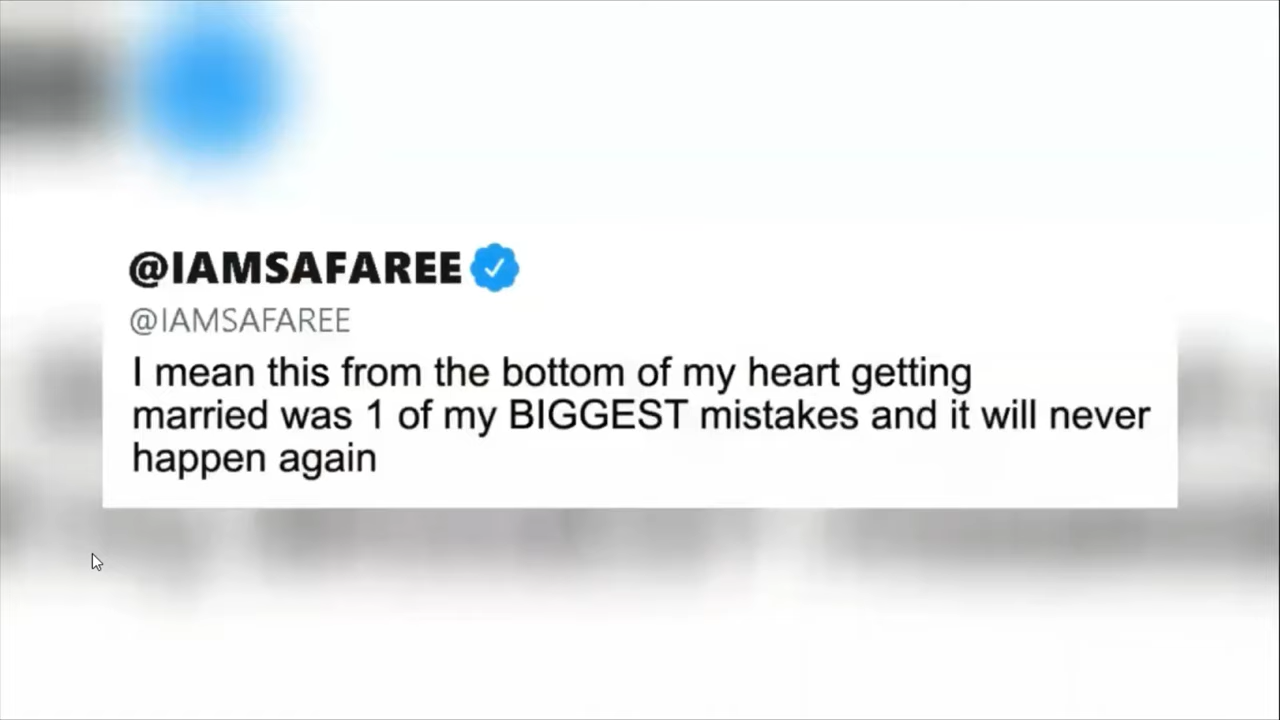 @IAMSAFAREE
@IAMSAFAREE
I mean this from the bottom of my heart getting
married was 1 of my BIGGEST mistakes and it will never
happen again